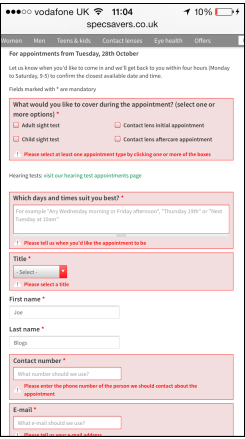 vodafone UK 11:04 10%
specsavers.co.uk
Women Men Teens & kids Contact lenses Eye health Offers
For appointments from Tuesday, 28th October
Let us know when you'd like to come in and we'll get back to you within four hours (Monday
to Saturday, 9-5) to confirm the closest available date and time.
Fields marked with * are mandatory
What would you like to cover during the appointment? (select one or
more options) *
Adult sight test Contact lens initial appointment
Child sight test Contact lens aftercare appointment
! Please select at least one appointment type by clicking one or more of the boxes
Hearing tests: visit our hearing test appointments page
Which days and times suit you best? *
For example "Any Wednesday morning or Friday afternoon", "Thursday 19th" or "Next
Tuesday at 10am"
! Please tell us when you'd like the appointment to be
Title *
- Select -
! Please select a title
First name *
Joe
Last name *
Blogs
Contact number *
What number should we use?
! Please enter the phone number of the person we should contact about the
appointment
E-mail *
What e-mail should we use?
! Please tell us your e-mail address